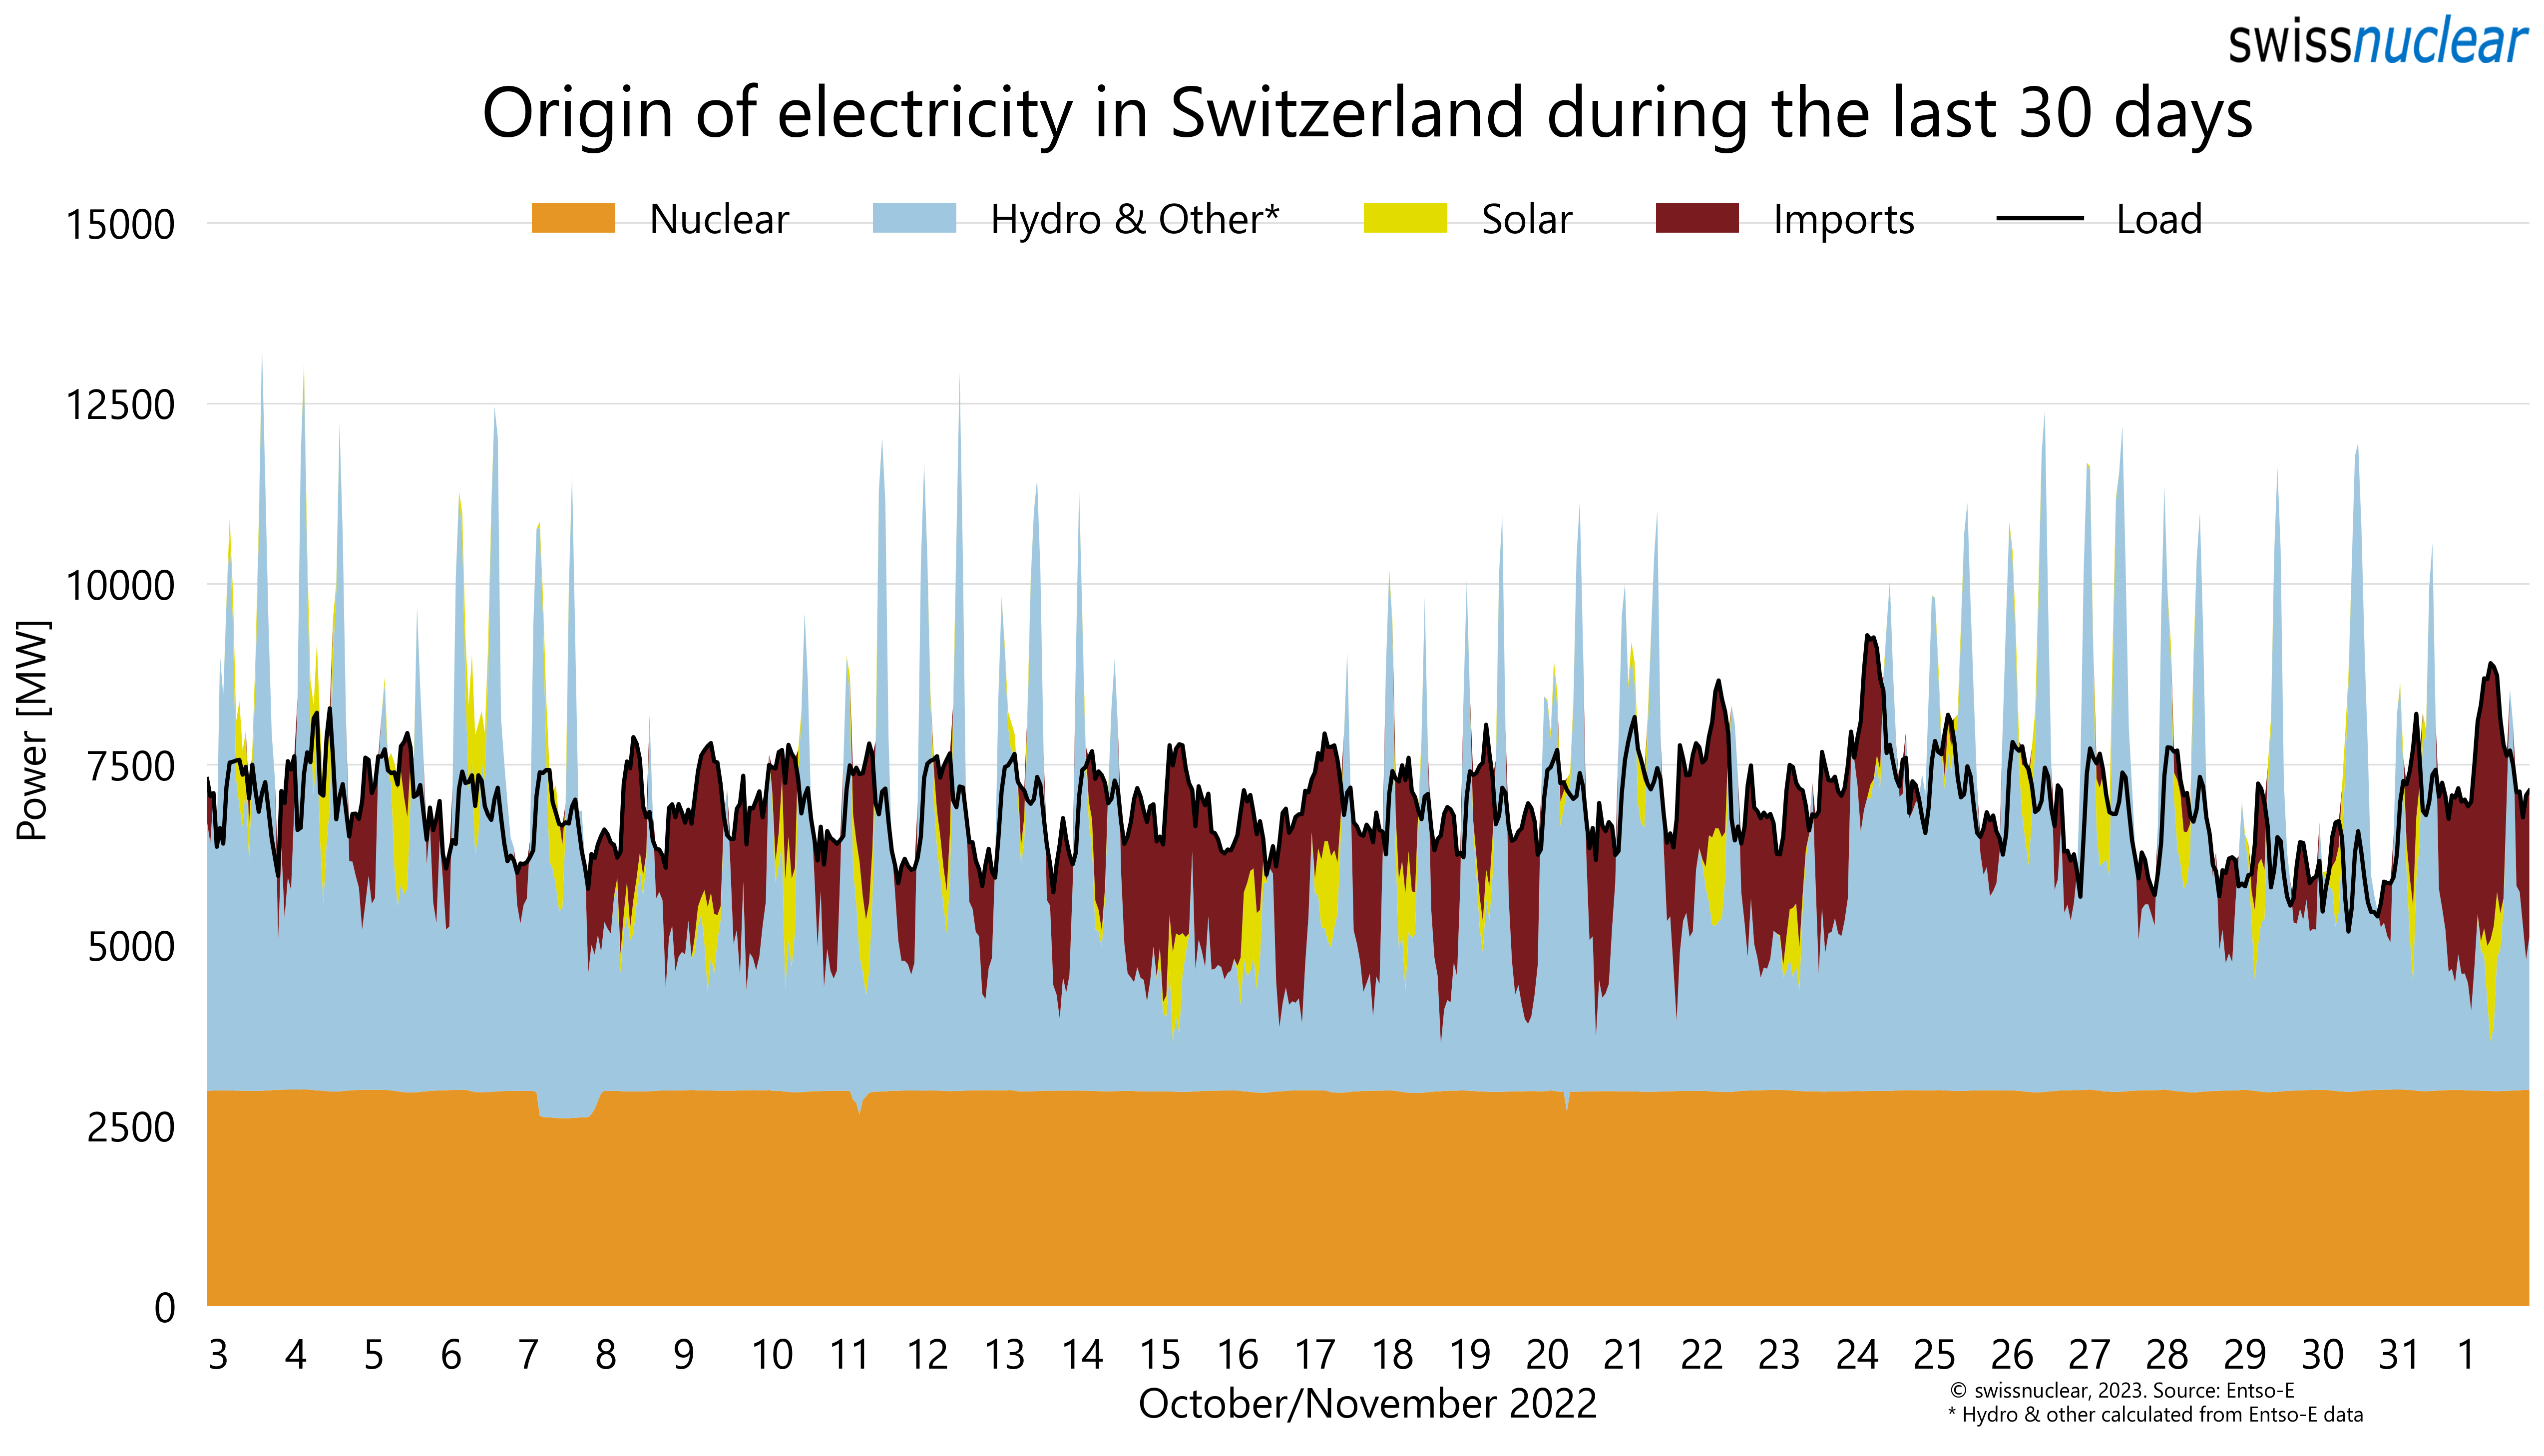 swissnuclear
Origin of electricity in Switzerland during the last 30 days
Nuclear Hydro & Other* Solar Imports Load
15000
12500
10000
7500
5000
2500
0
Power [MW]
3 4 5 6 7 8 9 10 11 12 13 14 15 16 17 18 19 20 21 22 23 24 25 26 27 28 29 30 31 1
October/November 2022
© swissnuclear, 2023. Source: Entso-E
* Hydro & other calculated from Entso-E data